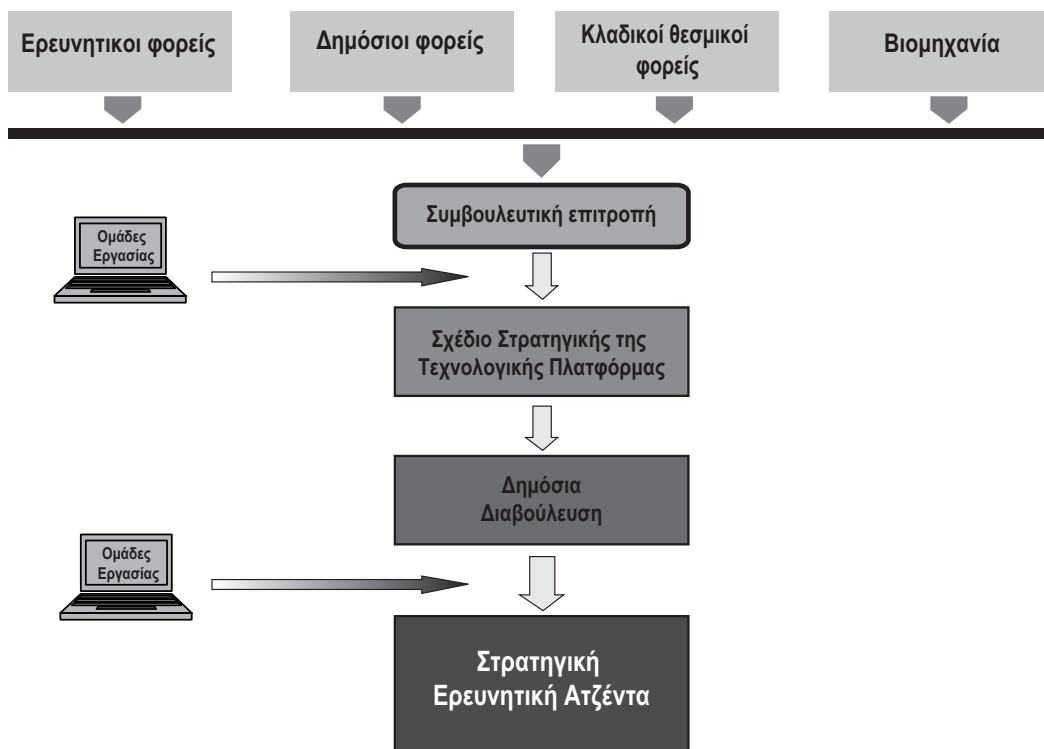 Ερευνητικοι φορείς
Δημόσιοι φορείς
Κλαδικοί θεσμικοί
φορείς
Βιομηχανία
Συμβουλευτική επιτροπή
Ομάδες
Εργασίας
Σχέδιο Στρατηγικής της
Τεχνολογικής Πλατφόρμας
Δημόσια
Διαβούλευση
Ομάδες
Εργασίας
Στρατηγική
Ερευνητική Ατζέντα